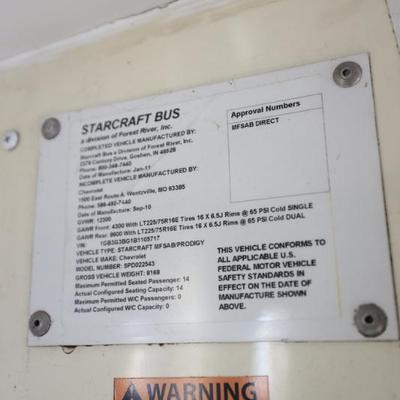 STARCRAFT BUS
a division of Forest River, Inc.
COMPLETED VEHICLE MANUFACTURED BY:
Starcraft Bus a Division of Forest River, Inc.
2379 Century Drive, Goshen, IN 46528
Phone: 800-348-7440
Date of Manufacture: Jan-11
INCOMPLETE VEHICLE MANUFACTURED BY:
Chevrolet
1500 East Route A, Wentzville, MO 63385
Date of Manufacture: Sep-10
GVWR: 12300
GAWR Front: 4300 With LT225/75R16E Tires 16 X 6.5J Rims @ 65 PSI Cold SINGLE
GAWR Rear: 8600 With LT225/75R16E Tires 16 X 6.5J Rims @ 65 PSI Cold DUAL
VIN: 1GB3G3BG1B1105717
VEHICLE TYPE: STARCRAFT MFSAB/PRODIGY
VEHICLE MAKE: Chevrolet
MODEL NUMBER: SPD022543
GROSS VEHICLE WEIGHT: 8168
Maximum Permitted Seated Passenger: 14
Actual Configured Seating Capacity: 14
Maximum Permitted W/C Passengers: 0
Actual Configured W/C Capacity: 0
Approval Numbers
MFSAB DIRECT
THIS VEHICLE CONFORMS TO
ALL APPLICABLE U.S.
FEDERAL MOTOR VEHICLE
SAFETY STANDARDS IN
EFFECT ON THE DATE OF
MANUFACTURE SHOWN
ABOVE.
WARNING